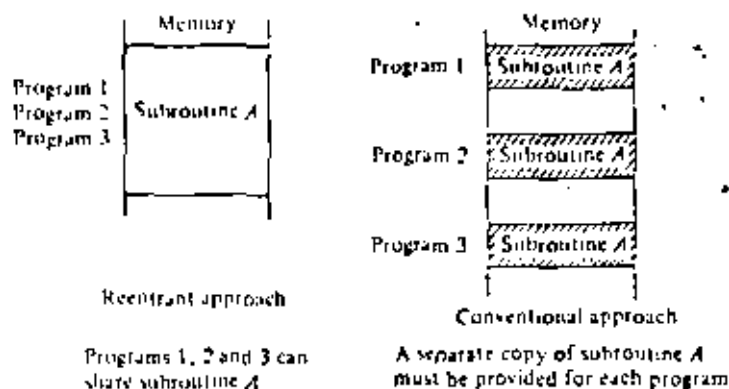 Memory
Program 1
Program 2
Program 3
Subroutine A
Reentrant approach
Programs 1, 2 and 3 can
share subroutine A
Memory
Program 1
Subroutine A
Program 2
Subroutine A
Program 3
Subroutine A
Conventional approach
A separate copy of subroutine A
must be provided for each program